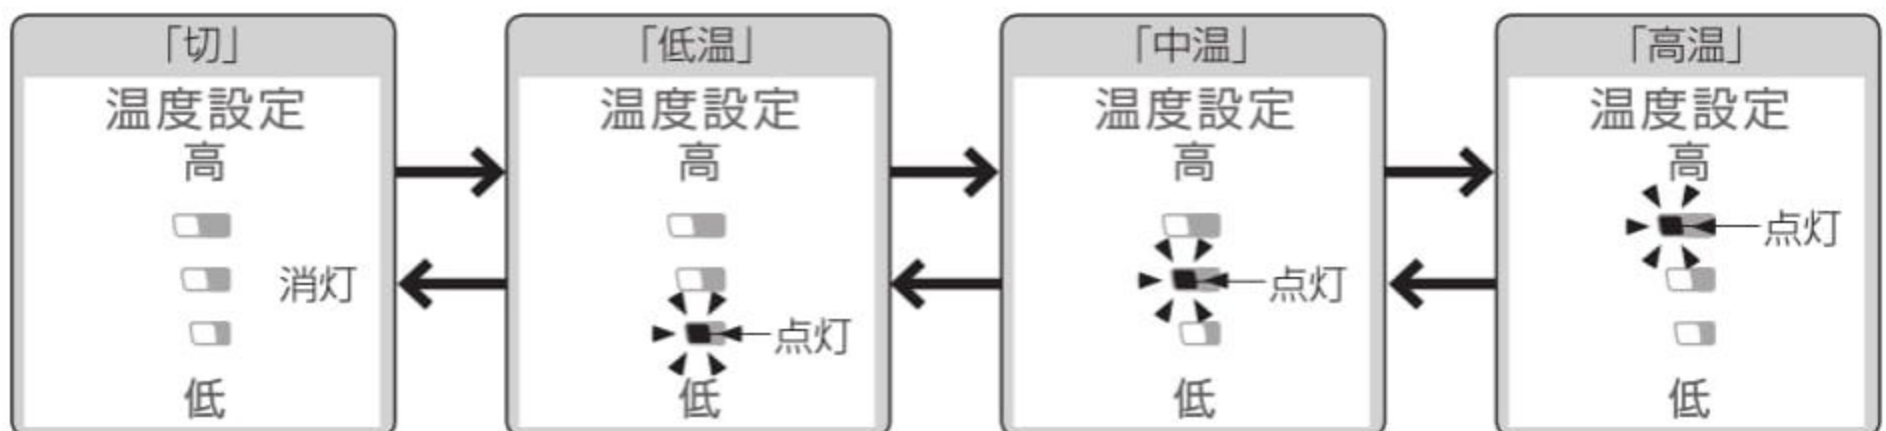 「切」
温度設定
高
消灯
低
「低温」
温度設定
高
点灯
低
「中温」
温度設定
高
点灯
低
「高温」
温度設定
高
点灯
低